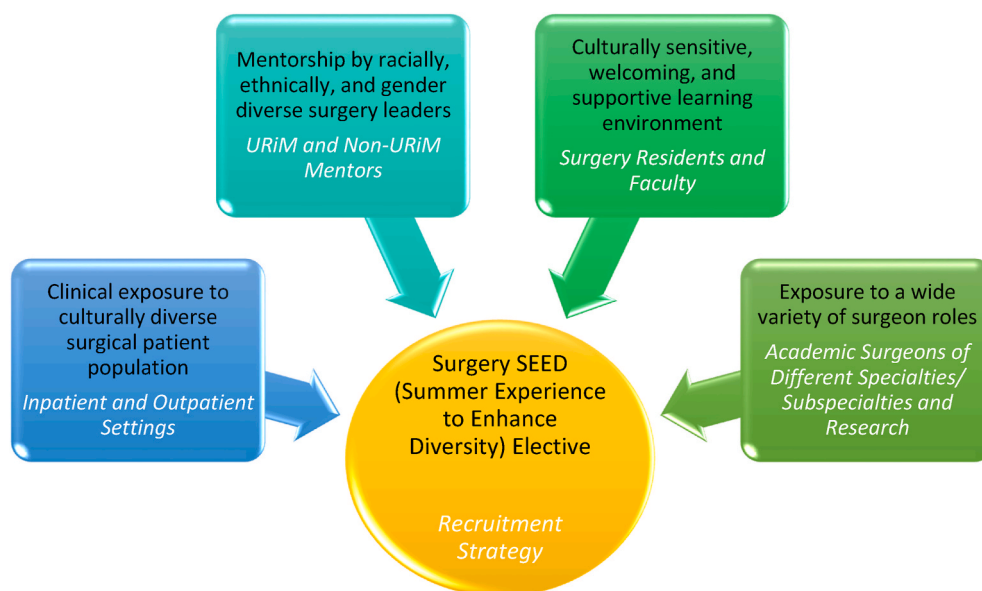 Mentorship by racially,
ethnically, and gender
diverse surgery leaders
URiM and Non-URiM
Mentors
Culturally sensitive,
welcoming, and
supportive learning
environment
Surgery Residents and
Faculty
Clinical exposure to
culturally diverse
surgical patient
population
Inpatient and Outpatient
Settings
Exposure to a wide
variety of surgeon roles
Academic Surgeons of
Different Specialties/
Subspecialties and
Research
Surgery SEED
(Summer Experience
to Enhance
Diversity) Elective
Recruitment
Strategy